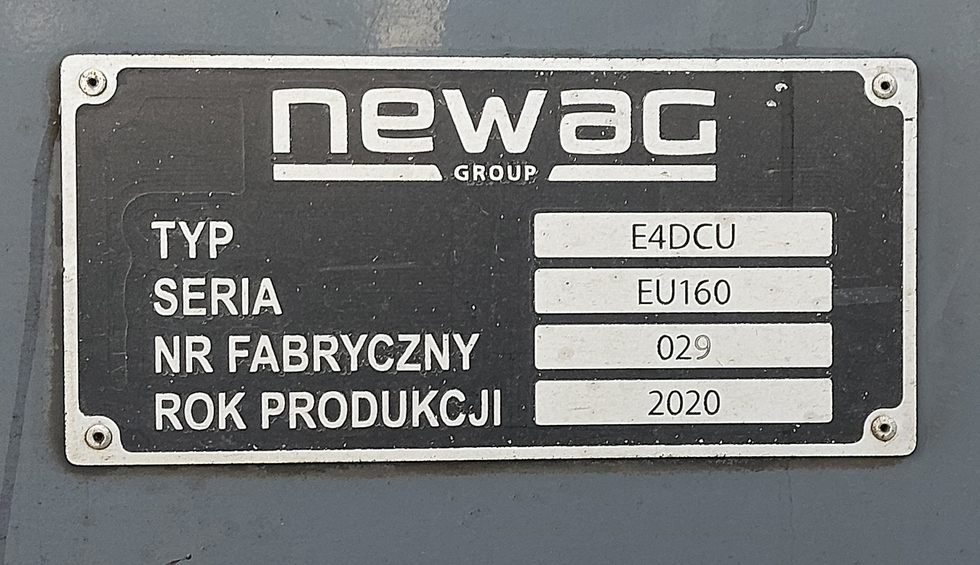 newag
GROUP
TYP E4DCU
SERIA EU160
NR FABRYCZNY 029
ROK PRODUKCJI 2020